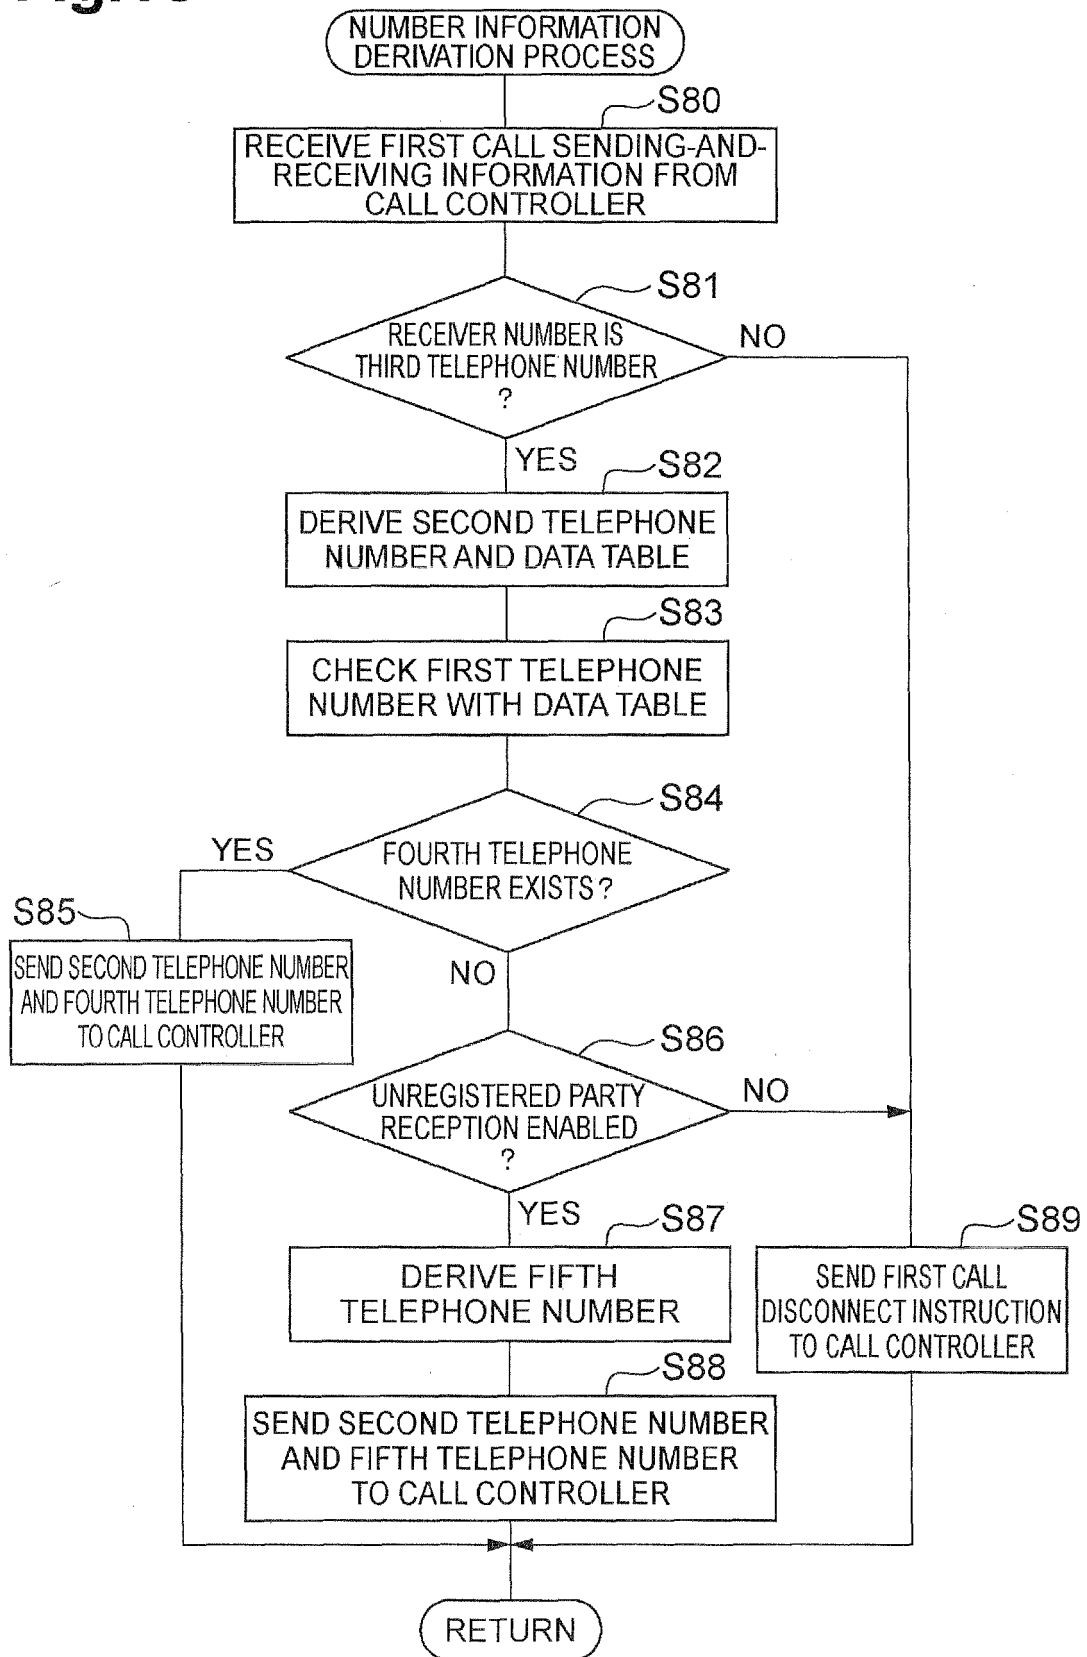 NUMBER INFORMATION
DERIVATION PROCESS
S80
RECEIVE FIRST CALL SENDING-AND-
RECEIVING INFORMATION FROM
CALL CONTROLLER
S81
RECEIVER NUMBER IS
THIRD TELEPHONE NUMBER
?
NO
YES
S82
DERIVE SECOND TELEPHONE
NUMBER AND DATA TABLE
S83
CHECK FIRST TELEPHONE
NUMBER WITH DATA TABLE
S84
YES
FOURTH TELEPHONE
NUMBER EXISTS?
S85
SEND SECOND TELEPHONE NUMBER
AND FOURTH TELEPHONE NUMBER
TO CALL CONTROLLER
NO
S86
UNREGISTERED PARTY
RECEPTION ENABLED
?
NO
YES
S87
DERIVE FIFTH
TELEPHONE NUMBER
S89
SEND FIRST CALL
DISCONNECT INSTRUCTION
TO CALL CONTROLLER
S88
SEND SECOND TELEPHONE NUMBER
AND FIFTH TELEPHONE NUMBER
TO CALL CONTROLLER
RETURN